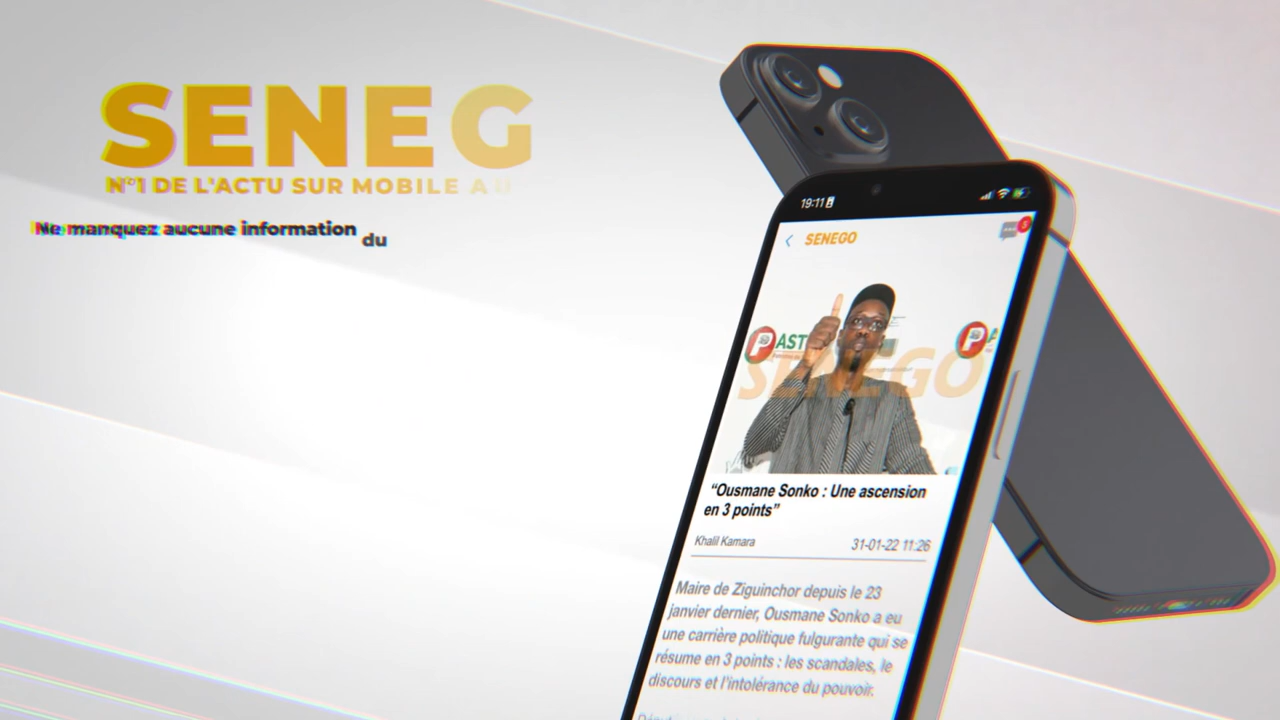 SENEG
N°1 DE L'ACTU SUR MOBILE AU
Ne manquez aucune information du
19:11
SENEGO
3
PAST
P
SENEGO
“Ousmane Sonko : Une ascension
en 3 points”
Khalil Kamara
31-01-22 11:26
Maire de Ziguinchor depuis le 23
janvier dernier, Ousmane Sonko a eu
une carrière politique fulgurante qui se
résume en 3 points : les scandales, le
discours et l'intolérance du pouvoir.